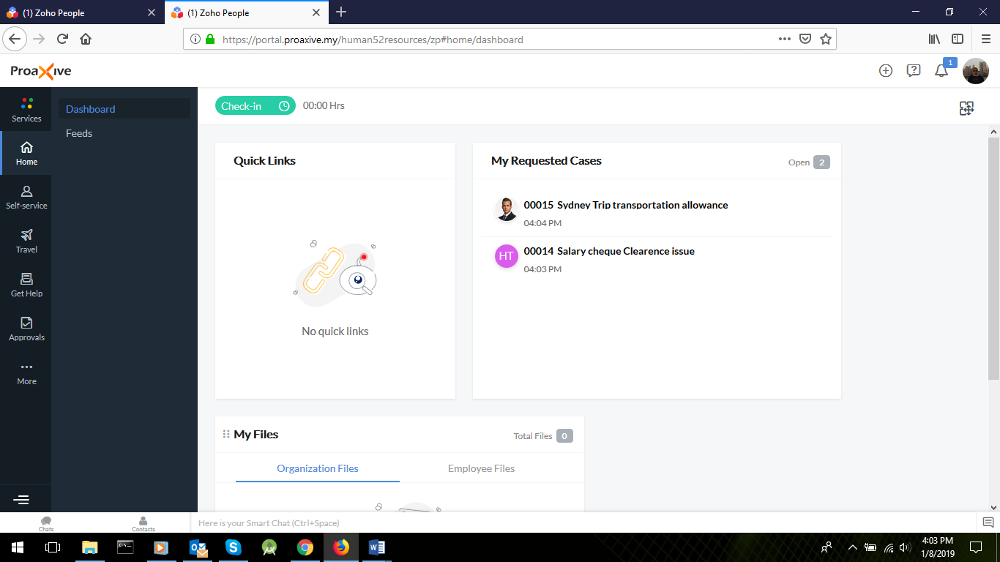 (1) Zoho People
(1) Zoho People
https://portal.proaxive.my/human52resources/zp#home/dashboard
ProaXive
1
Services
Home
Self-service
Travel
Get Help
Approvals
More
Dashboard
Feeds
Check-in
00:00 Hrs
Quick Links
No quick links
My Requested Cases
Open 2
00015 Sydney Trip transportation allowance
04:04 PM
HT
00014 Salary cheque Clearence issue
04:03 PM
My Files
Total Files 0
Organization Files
Employee Files
Chats
Contacts
Here is your Smart Chat (Ctrl+Space)
4:03 PM
1/8/2019